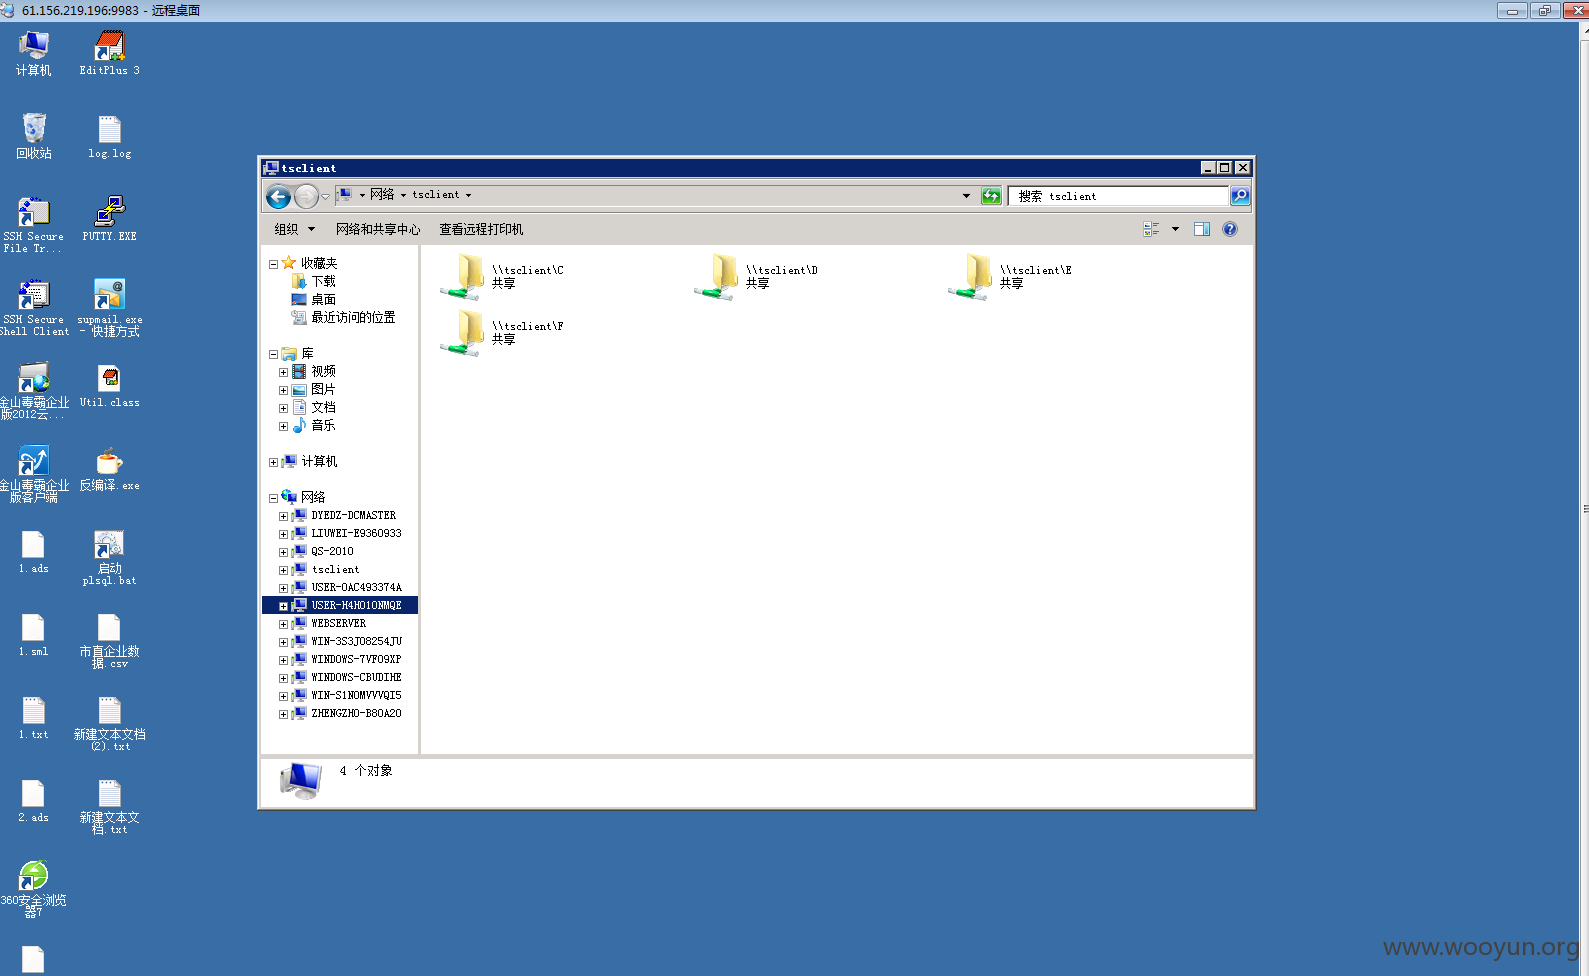 61.156.219.196:9983 - 远程桌面
计算机
EditPlus 3
回收站
log.log
SSH Secure
File Tr...
PUTTY.EXE
SSH Secure
Shell Client
supmail.exe
- 快捷方式
金山毒霸企业
版2012云...
Util.class
金山毒霸企业
版客户端
反编译.exe
1.ads
启动
plsql.bat
1.sml
市直企业数
据.csv
1.txt
新建文本文档
(2).txt
2.ads
新建文本文
档.txt
360安全浏览
器7
tsclient
网络
tsclient
搜索 tsclient
组织
网络和共享中心
查看远程打印机
收藏夹
下载
桌面
最近访问的位置
库
视频
图片
文档
音乐
计算机
网络
DYEDZ-DCMASTER
LIUWEI-E9360933
QS-2010
tsclient
USER-0AC493374A
USER-H4HO1ONMQE
WEBSERVER
WIN-3S3JO8254JU
WINDOWS-7VFO9XP
WINDOWS-CBUDIHE
WIN-S1NOMVVVQI5
ZHENGZHO-B80A20
\\tsclient\C
共享
\\tsclient\D
共享
\\tsclient\E
共享
\\tsclient\F
共享
4 个对象
www.wooyun.org